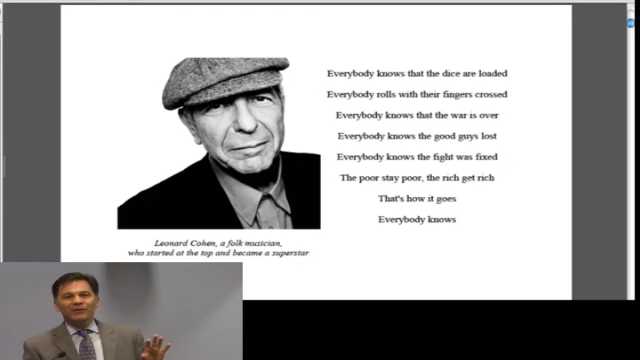 Everybody knows that the dice are loaded
Everybody rolls with their fingers crossed
Everybody knows that the war is over
Everybody knows the good guys lost
Everybody knows the fight was fixed
The poor stay poor, the rich get rich
That's how it goes
Everybody knows
Leonard Cohen, a folk musician,
who started at the top and became a superstar